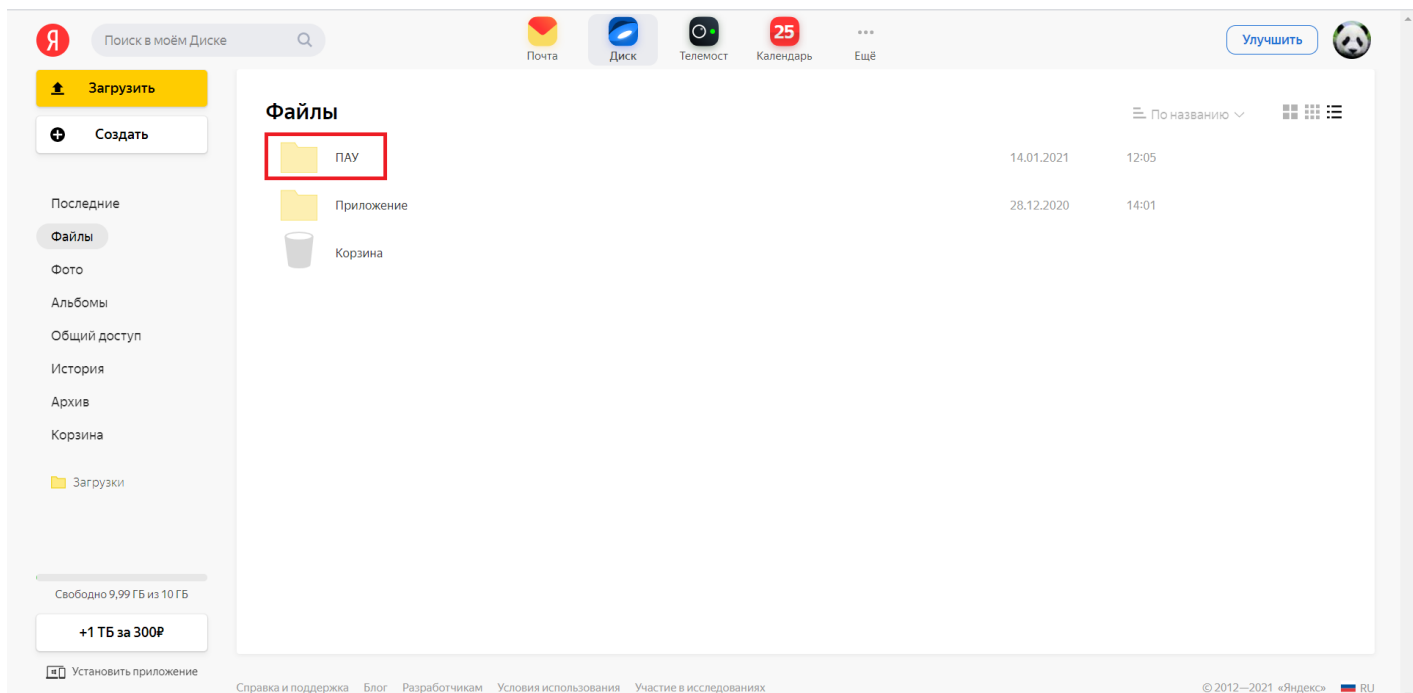 Я
Поиск в моём Диске
Почта
Диск
Телемост
25
Календарь
Ещё
Улучшить
Загрузить
Создать
Последние
Файлы
Фото
Альбомы
Общий доступ
История
Архив
Корзина
Загрузки
Свободно 9,99 ГБ из 10 ГБ
+1 ТБ за 300₽
Установить приложение
Файлы
По названию
ПАУ 14.01.2021 12:05
Приложение 28.12.2020 14:01
Корзина
Справка и поддержка Блог Разработчикам Условия использования Участие в исследованиях © 2012—2021 «Яндекс» RU